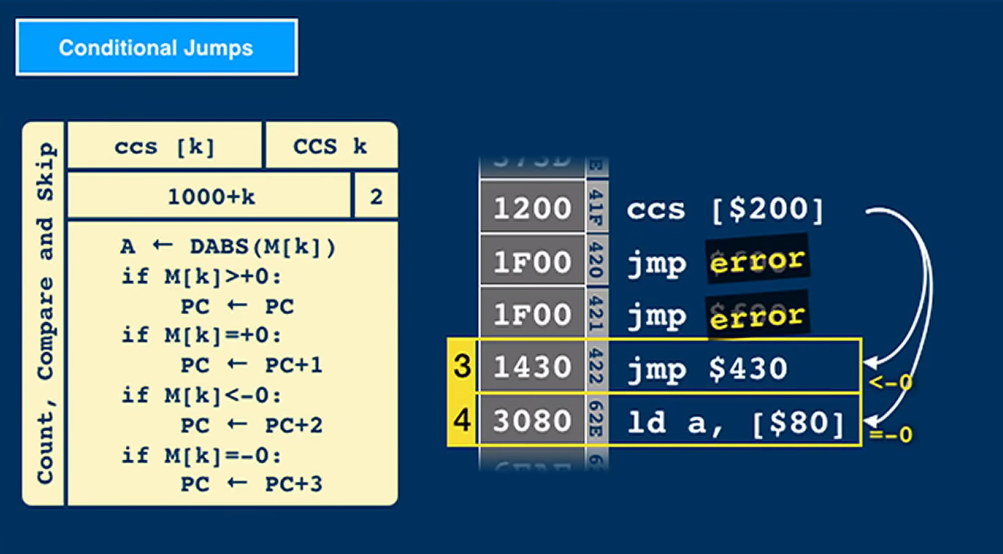 Conditional Jumps
Count, Compare and Skip
ccs [k] CCS k
1000+k 2
A ← DABS(M[k])
if M[k]>+0:
PC ← PC
if M[k]=+0:
PC ← PC+1
if M[k]<-0:
PC ← PC+2
if M[k]=-0:
PC ← PC+3
1200 41F ccs [$200]
1F00 420 jmp error
1F00 421 jmp error
3 1430 422 jmp $430
<-0
4 3080 62E ld a, [$80]
=-0